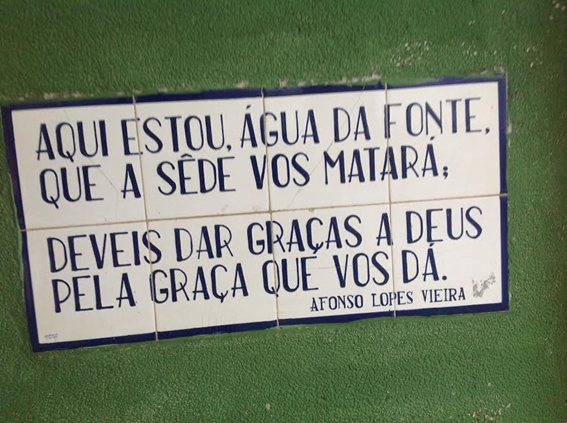 AQUI ESTOU, ÁGUA DA FONTE,
QUE A SÊDE VOS MATARÁ;
DEVEIS DAR GRAÇAS A DEUS
PELA GRAÇA QUE VOS DÁ.
AFONSO LOPES VIEIRA